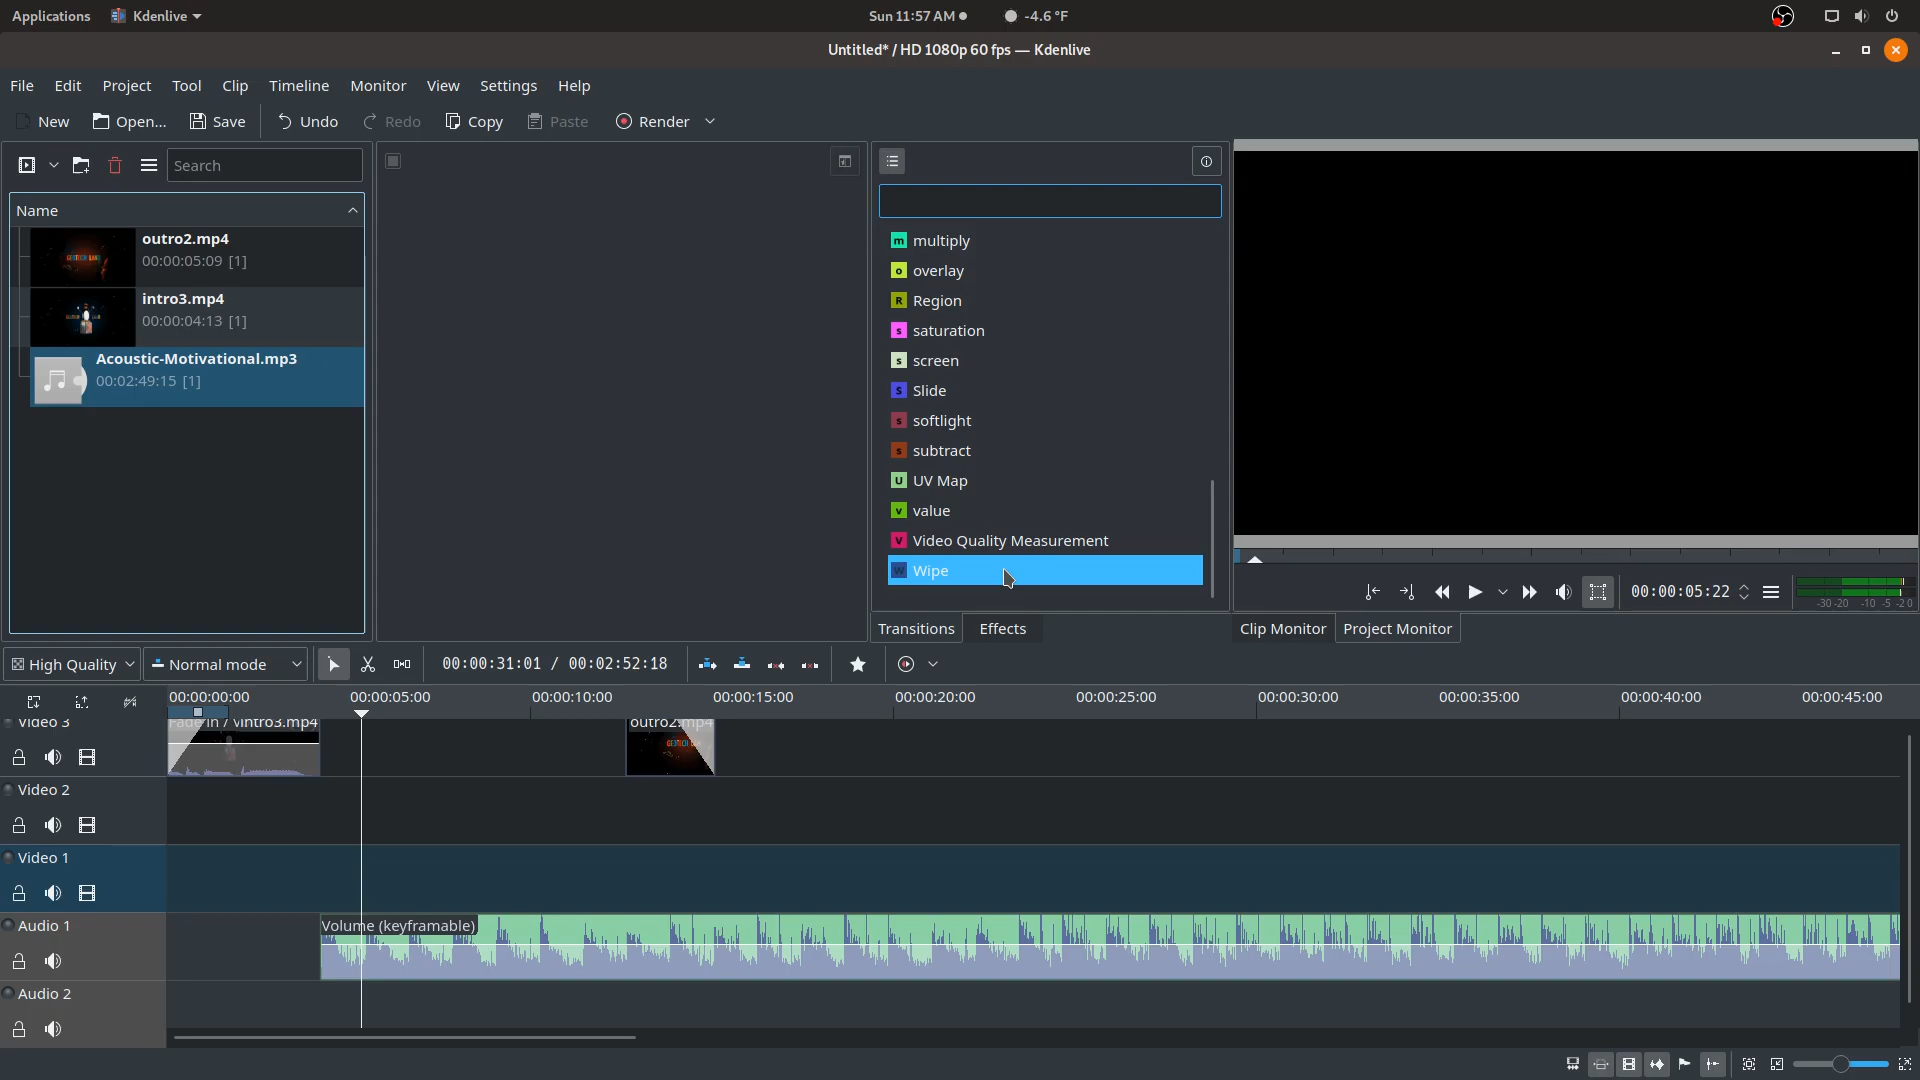 Applications Kdenlive Sun 11:57 AM -4.6 °F
Untitled* / HD 1080p 60 fps — Kdenlive
File Edit Project Tool Clip Timeline Monitor View Settings Help
New Open... Save Undo Redo Copy Paste Render
Search
Name
outro2.mp4
00:00:05:09 [1]
intro3.mp4
00:00:04:13 [1]
Acoustic-Motivational.mp3
00:02:49:15 [1]
m multiply
o overlay
R Region
s saturation
s screen
S Slide
s softlight
s subtract
U UV Map
v value
V Video Quality Measurement
W Wipe
Transitions Effects
00:00:05:22
-30 -20 -10 -5 -2 0
Clip Monitor Project Monitor
High Quality Normal mode 00:00:31:01 / 00:02:52:18
00:00:00:00 00:00:05:00 00:00:10:00 00:00:15:00 00:00:20:00 00:00:25:00 00:00:30:00 00:00:35:00 00:00:40:00 00:00:45:00
Video 3
Fade in / intro3.mp4
outro2.mp4
Video 2
Video 1
Audio 1
Volume (keyframable)
Audio 2